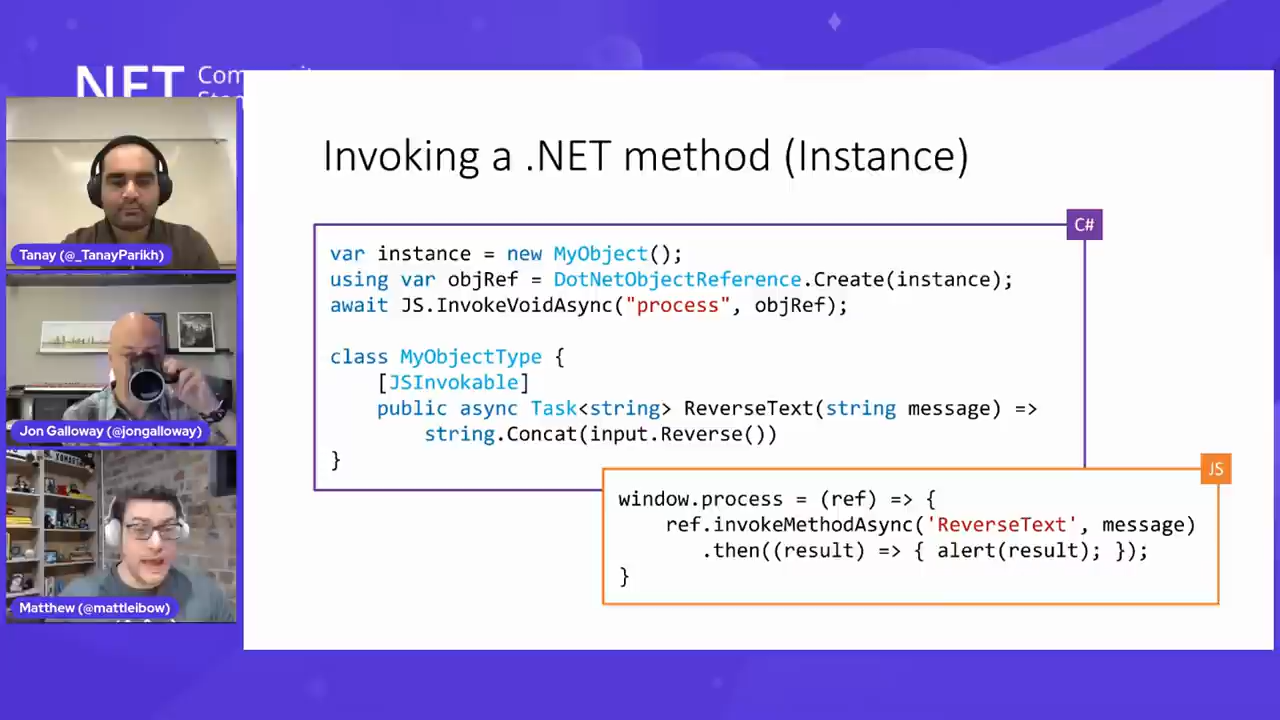 .NET
Tanay (@_TanayParikh)
Jon Galloway (@jongalloway)
Matthew (@mattleibow)
Invoking a .NET method (Instance)
C#
var instance = new MyObject();
using var objRef = DotNetObjectReference.Create(instance);
await JS.InvokeVoidAsync("process", objRef);
class MyObjectType {
[JSInvokable]
public async Task<string> ReverseText(string message) =>
string.Concat(input.Reverse())
}
JS
window.process = (ref) => {
ref.invokeMethodAsync('ReverseText', message)
.then((result) => { alert(result); });
}